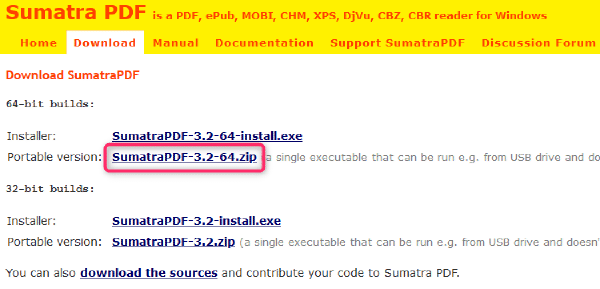 Sumatra PDF is a PDF, ePub, MOBI, CHM, XPS, DjVu, CBZ, CBR reader for Windows
Home Download Manual Documentation Support SumatraPDF Discussion Forum
Download SumatraPDF
64-bit builds:
Installer: SumatraPDF-3.2-64-install.exe
Portable version: SumatraPDF-3.2-64.zip (a single executable that can be run e.g. from USB drive and do
32-bit builds:
Installer: SumatraPDF-3.2-install.exe
Portable version: SumatraPDF-3.2.zip (a single executable that can be run e.g. from USB drive and doesn'
You can also download the sources and contribute your code to Sumatra PDF.